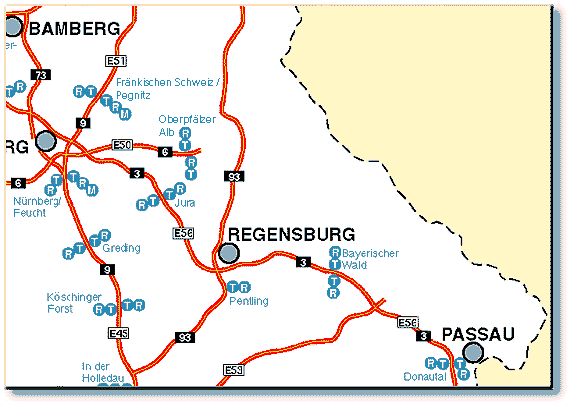 BAMBERG
er-
E51
73
Fränkischen Schweiz /
Pegnitz
R T
T R M
9
Oberpfälzer
Alb
R
T
R
T
RG
E50
6
3
93
6
R T
T R M
Nürnberg/
Feucht
R T
T R
Jura
E56
REGENSBURG
R T
T R
Greding
3
R
T
Bayerischer
Wald
T
R
9
Köschinger
Forst
R T
T R
T R
Pentling
E45
93
E56
3
PASSAU
In der
Holledau
E53
R T
T
R
Donautal